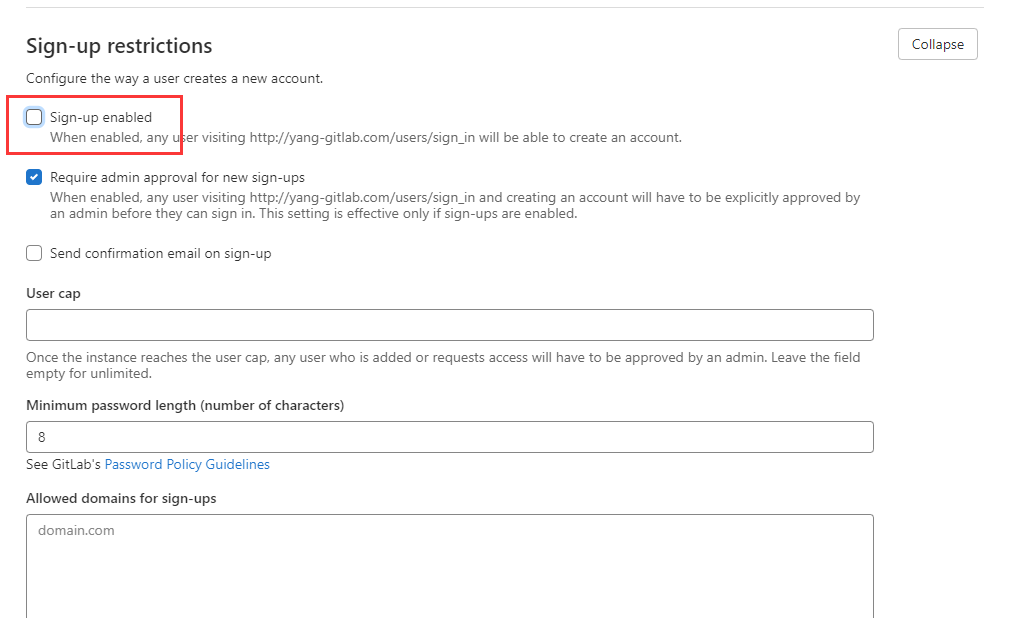 Sign-up restrictions
Collapse
Configure the way a user creates a new account.
Sign-up enabled
When enabled, any user visiting http://yang-gitlab.com/users/sign_in will be able to create an account.
Require admin approval for new sign-ups
When enabled, any user visiting http://yang-gitlab.com/users/sign_in and creating an account will have to be explicitly approved by
an admin before they can sign in. This setting is effective only if sign-ups are enabled.
Send confirmation email on sign-up
User cap
Once the instance reaches the user cap, any user who is added or requests access will have to be approved by an admin. Leave the field
empty for unlimited.
Minimum password length (number of characters)
8
See GitLab's Password Policy Guidelines
Allowed domains for sign-ups
domain.com